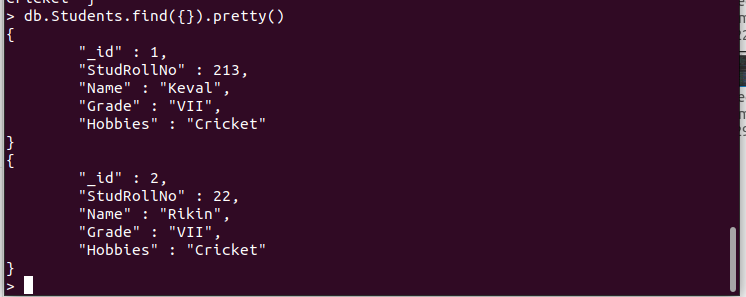 > db.Students.find({}).pretty()
{
"_id" : 1,
"StudRollNo" : 213,
"Name" : "Keval",
"Grade" : "VII",
"Hobbies" : "Cricket"
}
{
"_id" : 2,
"StudRollNo" : 22,
"Name" : "Rikin",
"Grade" : "VII",
"Hobbies" : "Cricket"
}
>